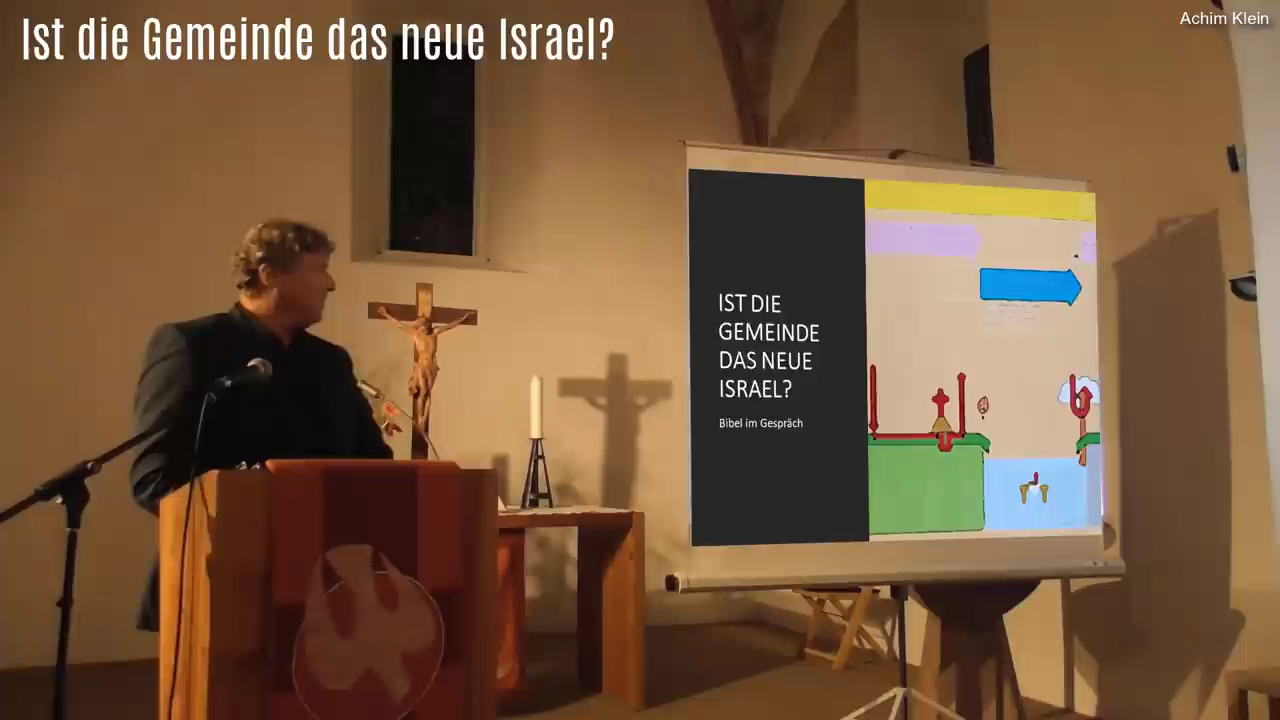 Ist die Gemeinde das neue Israel?
Achim Klein
IST DIE
GEMEINDE
DAS NEUE
ISRAEL?
Bibel im Gespräch